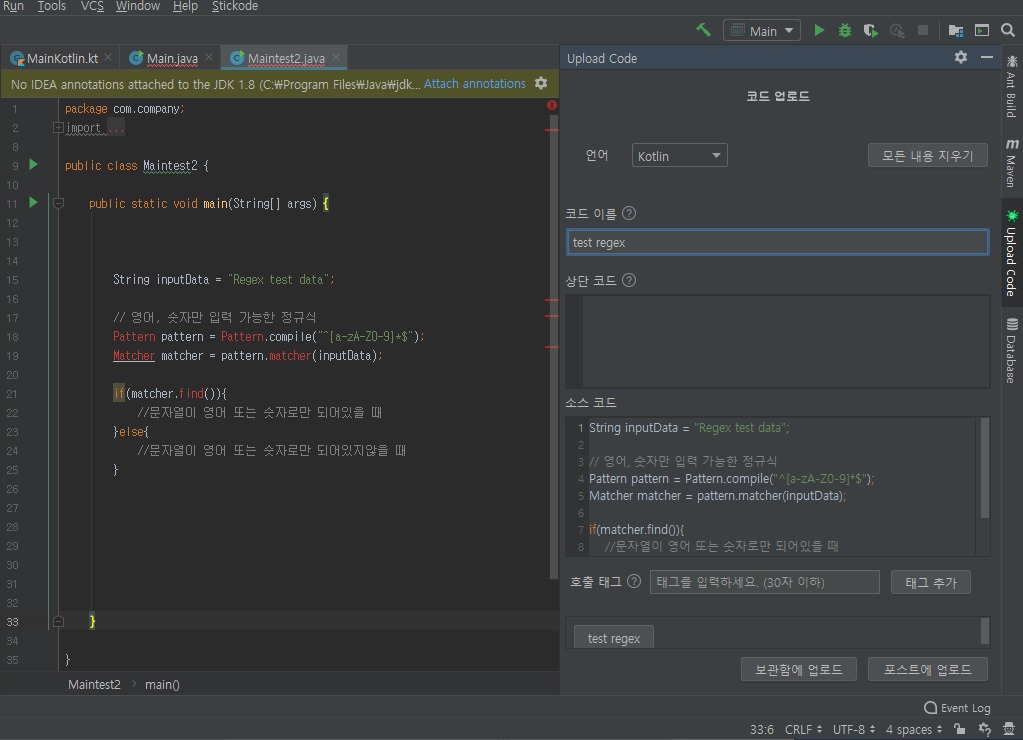 Run Tools VCS Window Help Stickode
Main
MainKotlin.kt Main.java Maintest2.java
No IDEA annotations attached to the JDK 1.8 (C:₩Program Files₩Java₩jdk... Attach annotations
1 package com.company;
2 import ...
8
9 public class Maintest2 {
10
11 public static void main(String[] args) {
12
13
14
15 String inputData = "Regex test data";
16
17 // 영어, 숫자만 입력 가능한 정규식
18 Pattern pattern = Pattern.compile("^[a-zA-Z0-9]*$");
19 Matcher matcher = pattern.matcher(inputData);
20
21 if(matcher.find()){
22 //문자열이 영어 또는 숫자로만 되어있을 때
23 }else{
24 //문자열이 영어 또는 숫자로만 되어있지않을 때
25 }
26
27
28
29
30
31
32
33 }
34
35 }
Maintest2 main()
Upload Code
코드 업로드
언어 Kotlin 모든 내용 지우기
코드 이름 ?
test regex
상단 코드 ?
소스 코드
1 String inputData = "Regex test data";
2
3 // 영어, 숫자만 입력 가능한 정규식
4 Pattern pattern = Pattern.compile("^[a-zA-Z0-9]*$");
5 Matcher matcher = pattern.matcher(inputData);
6
7 if(matcher.find()){
8 //문자열이 영어 또는 숫자로만 되어있을 때
호출 태그 ? 태그를 입력하세요. (30자 이하) 태그 추가
test regex
보관함에 업로드 포스트에 업로드
Ant Build
m Maven
Upload Code
Database
Event Log
33:6 CRLF UTF-8 4 spaces